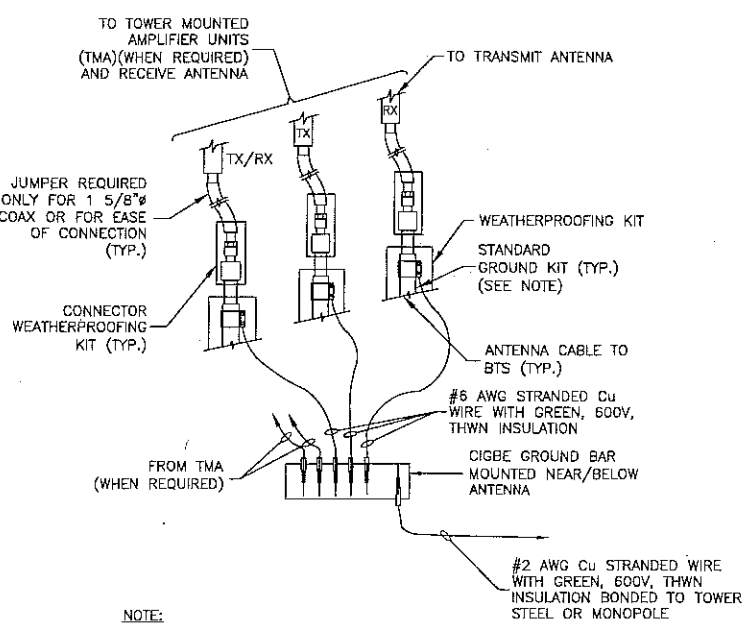 TO TOWER MOUNTED
AMPLIFIER UNITS
(TMA)(WHEN REQUIRED)
AND RECEIVE ANTENNA
TO TRANSMIT ANTENNA
RX
TX
TX/RX
JUMPER REQUIRED
ONLY FOR 1 5/8"ø
COAX OR FOR EASE
OF CONNECTION
(TYP.)
WEATHERPROOFING KIT
STANDARD
GROUND KIT (TYP.)
(SEE NOTE)
CONNECTOR
WEATHERPROOFING
KIT (TYP.)
ANTENNA CABLE TO
BTS (TYP.)
#6 AWG STRANDED Cu
WIRE WITH GREEN, 600V,
THWN INSULATION
FROM TMA
(WHEN REQUIRED)
CIGBE GROUND BAR
MOUNTED NEAR/BELOW
ANTENNA
#2 AWG Cu STRANDED WIRE
WITH GREEN, 600V, THWN
INSULATION BONDED TO TOWER
STEEL OR MONOPOLE
NOTE: